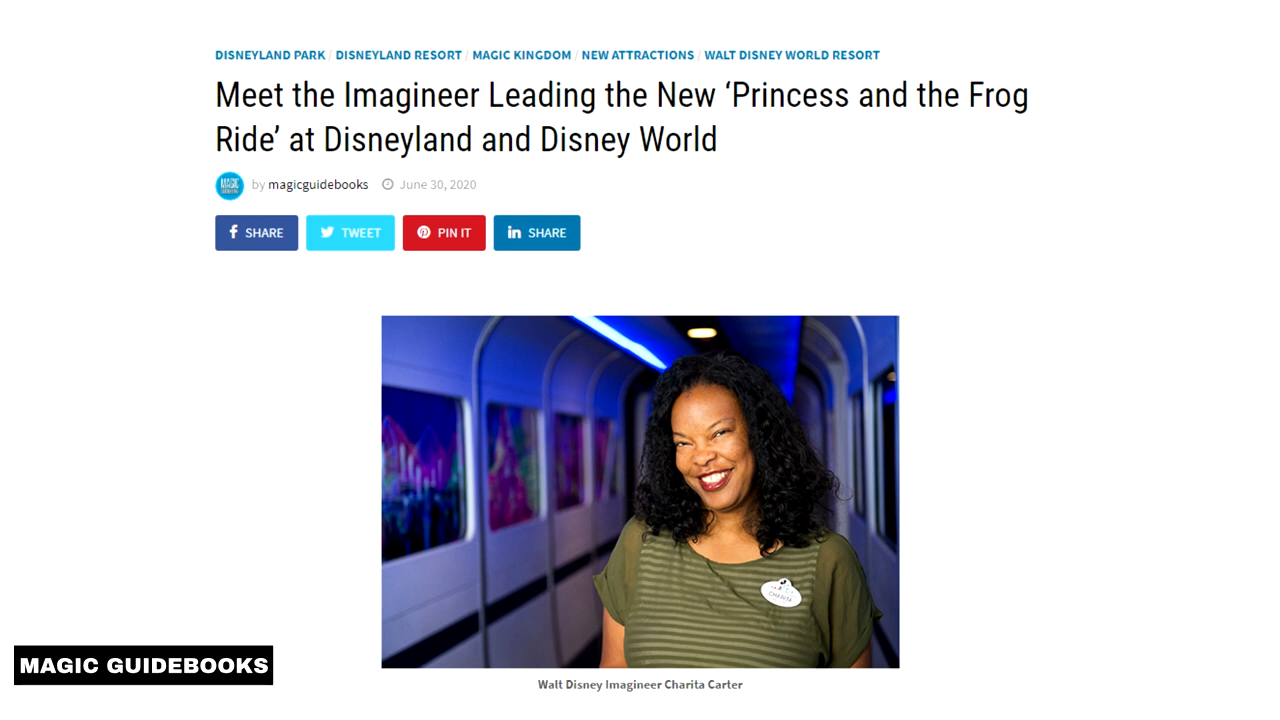 DISNEYLAND PARK / DISNEYLAND RESORT / MAGIC KINGDOM / NEW ATTRACTIONS / WALT DISNEY WORLD RESORT
Meet the Imagineer Leading the New ‘Princess and the Frog
Ride’ at Disneyland and Disney World
MAGIC
by magicguidebooks June 30, 2020
SHARE TWEET PIN IT SHARE
CHARITA
MAGIC GUIDEBOOKS
Walt Disney Imagineer Charita Carter